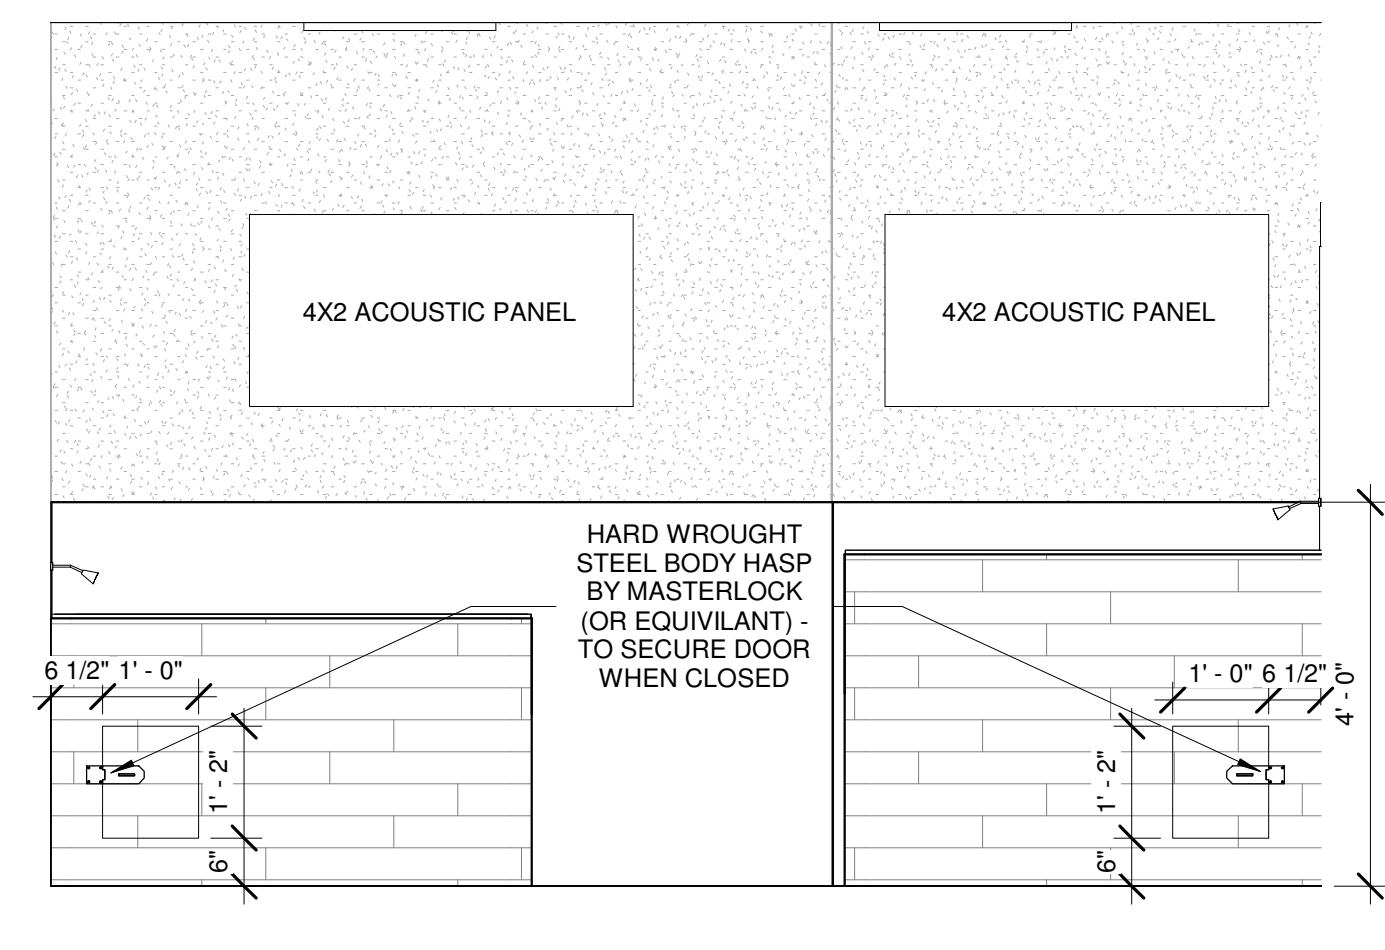 4X2 ACOUSTIC PANEL
4X2 ACOUSTIC PANEL
HARD WROUGHT
STEEL BODY HASP
BY MASTERLOCK
(OR EQUIVILANT) -
TO SECURE DOOR
WHEN CLOSED
6 1/2" 1' - 0"
1' - 2"
6"
1' - 0" 6 1/2"
1' - 2"
6"
4' - 0"